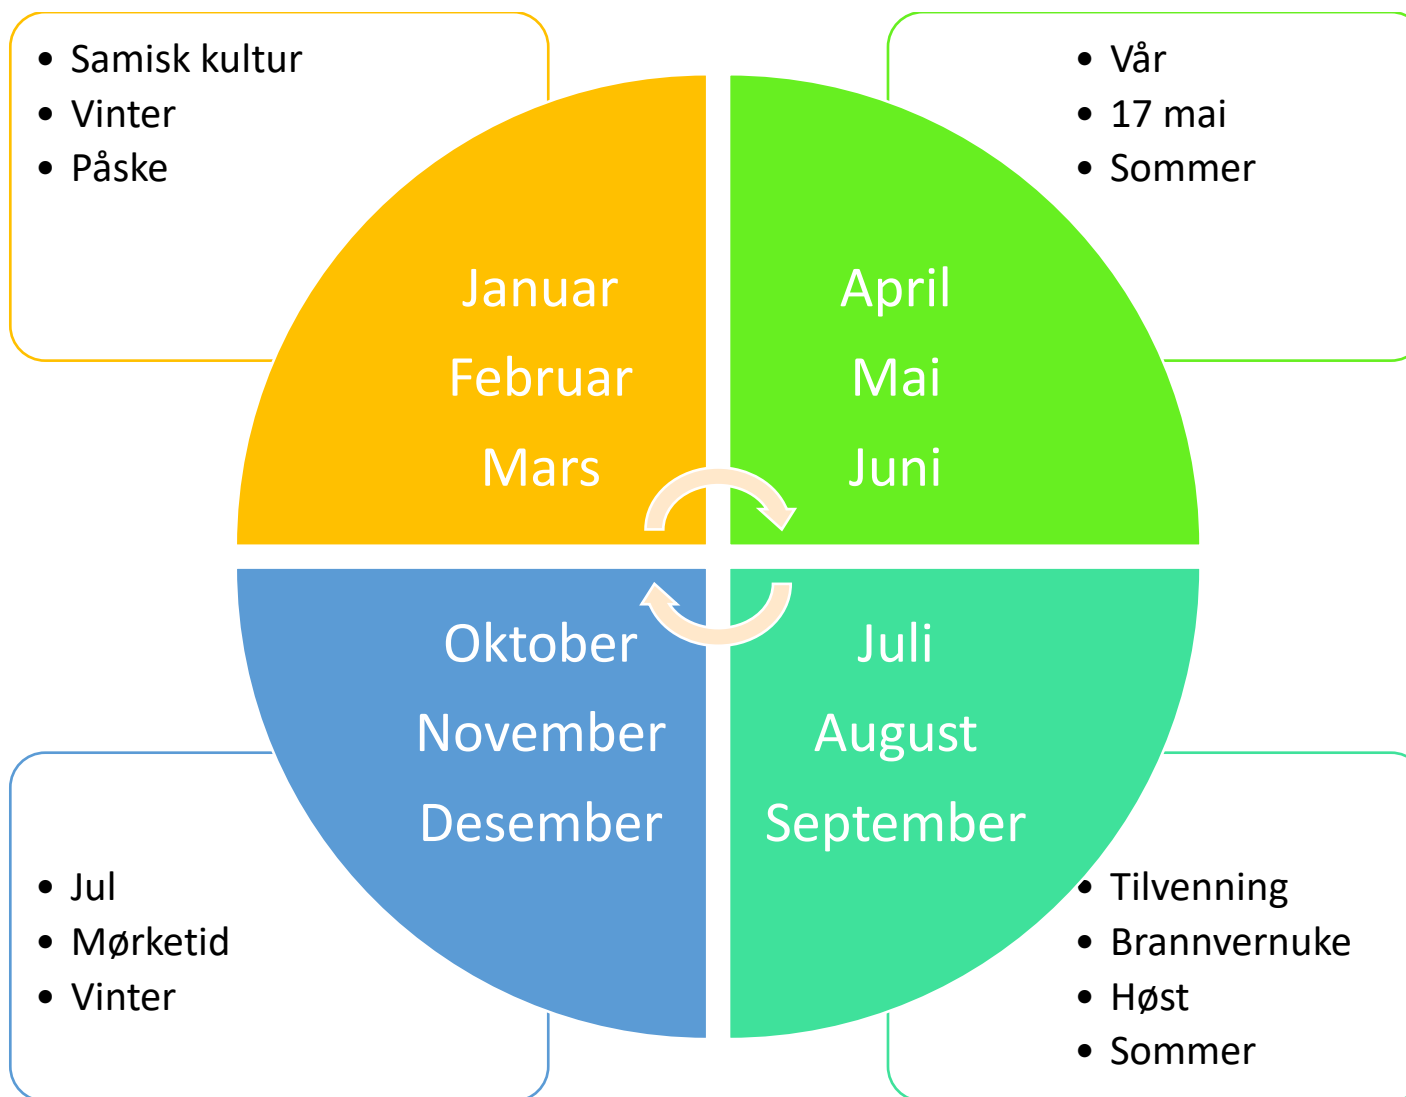 • Samisk kultur
• Vinter
• Påske
• Vår
• 17 mai
• Sommer
Januar
Februar
Mars
April
Mai
Juni
Oktober
November
Desember
Juli
August
September
• Jul
• Mørketid
• Vinter
• Tilvenning
• Brannvernuke
• Høst
• Sommer